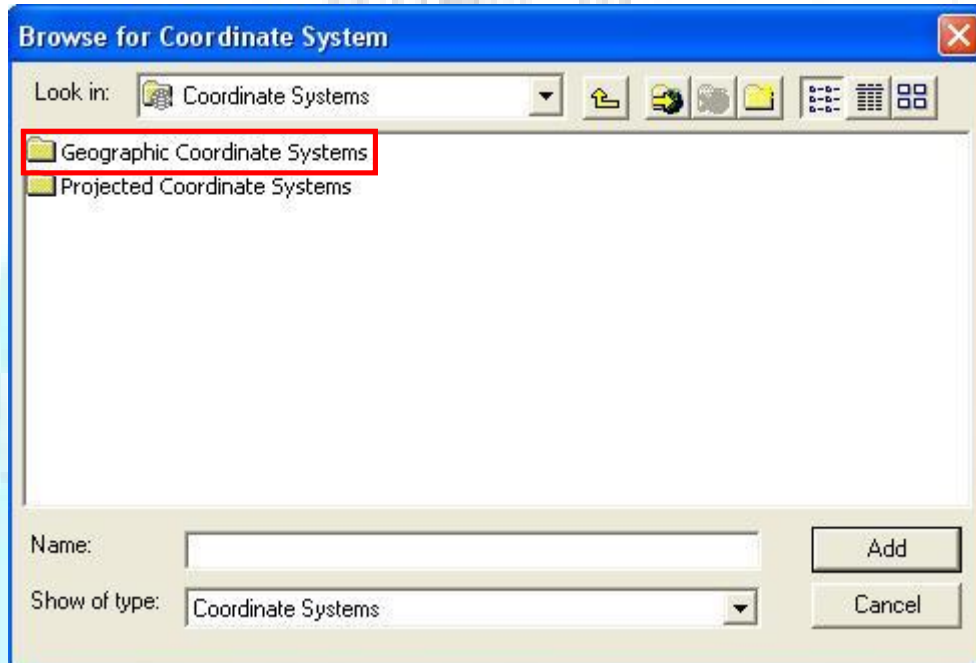 Browse for Coordinate System
Look in: Coordinate Systems
Geographic Coordinate Systems
Projected Coordinate Systems
Name: Add
Show of type: Coordinate Systems Cancel